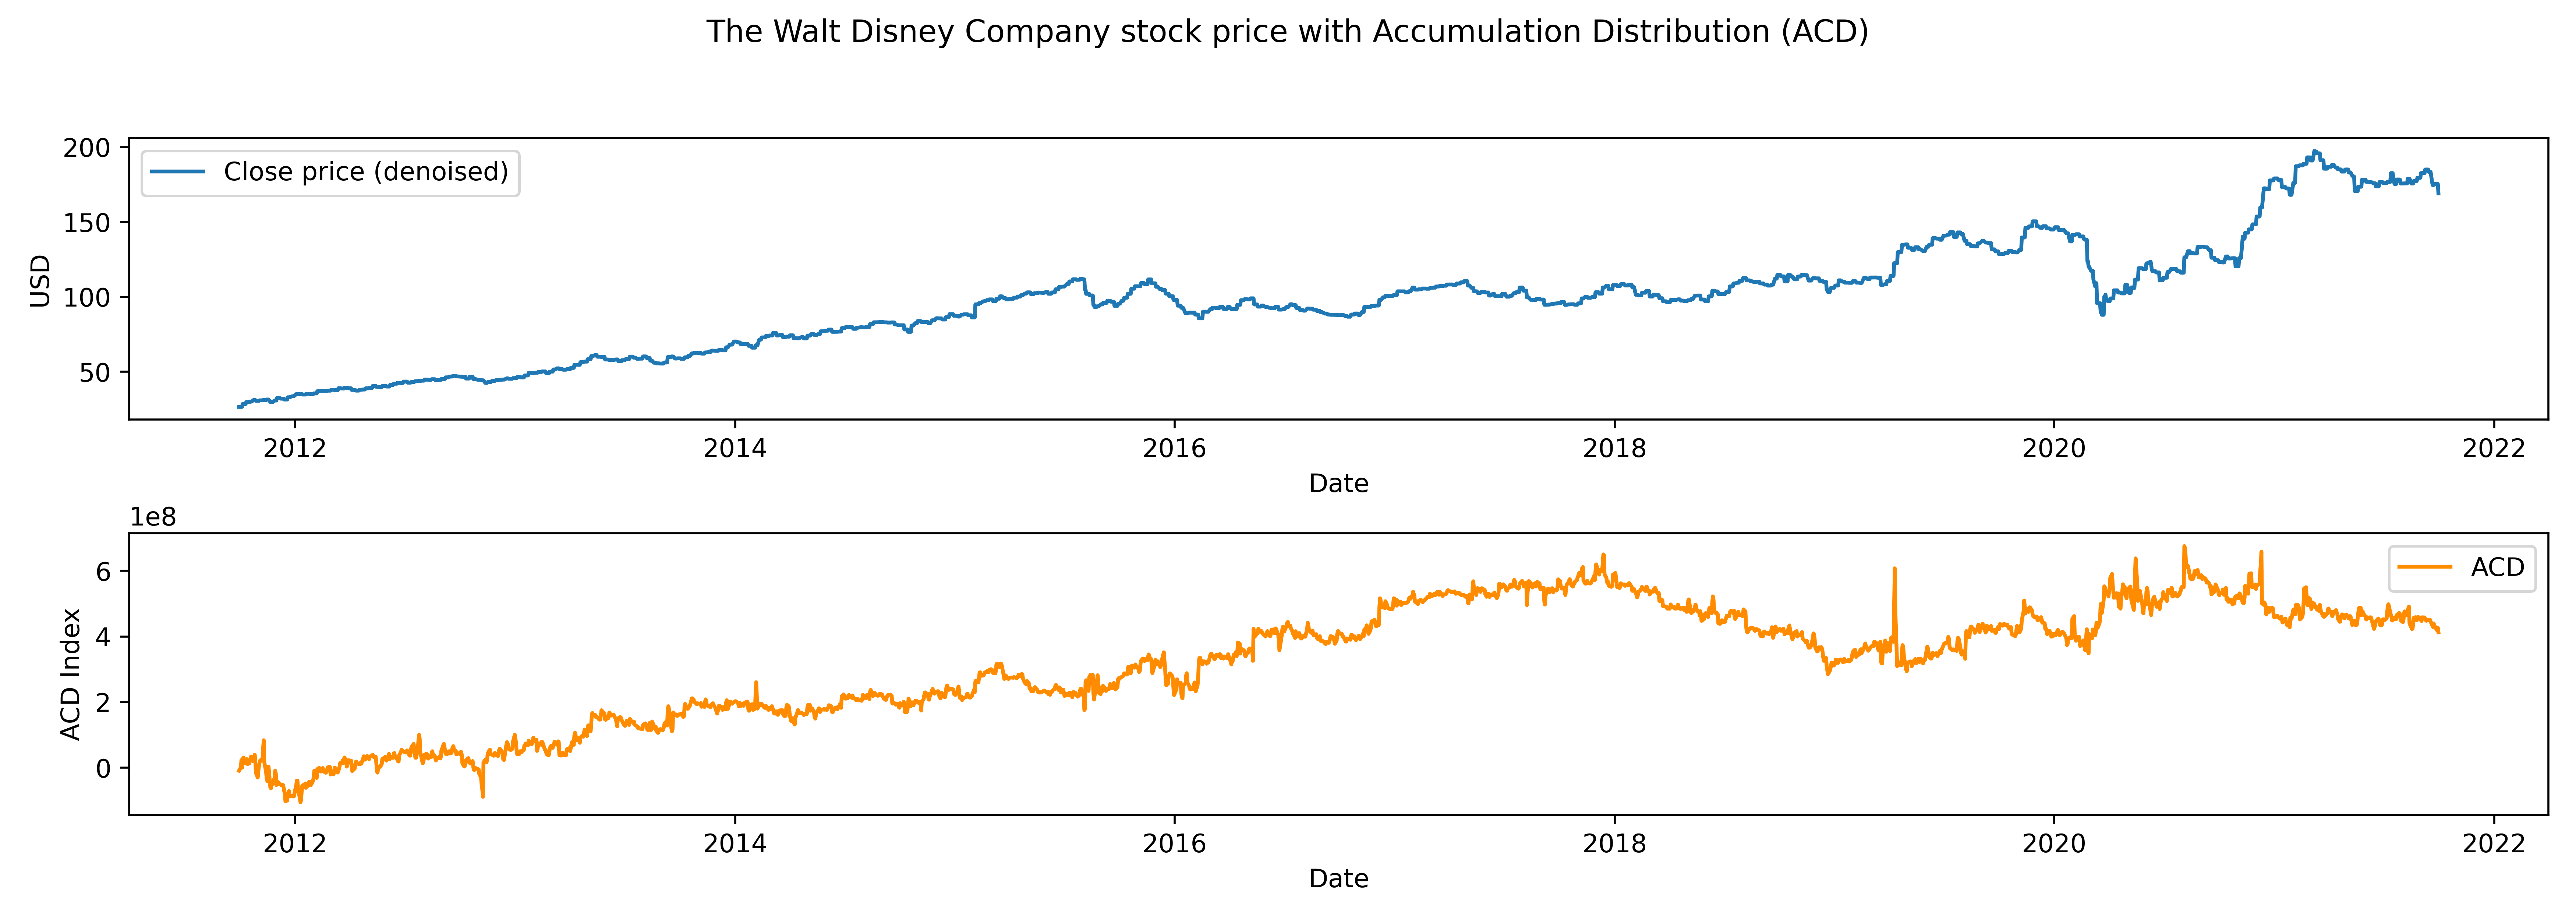 The Walt Disney Company stock price with Accumulation Distribution (ACD)
200
150
100
50
USD
Close price (denoised)
2012 2014 2016 2018 2020 2022
Date
1e8
6
4
2
0
ACD Index
ACD
2012 2014 2016 2018 2020 2022
Date